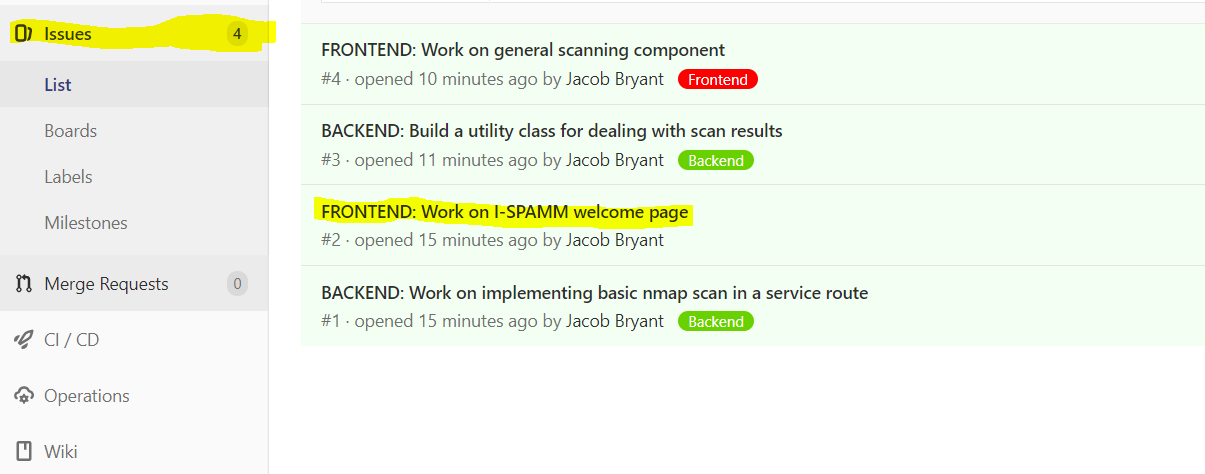 Issues 4
List
Boards
Labels
Milestones
Merge Requests 0
CI / CD
Operations
Wiki
FRONTEND: Work on general scanning component
#4 · opened 10 minutes ago by Jacob Bryant Frontend
BACKEND: Build a utility class for dealing with scan results
#3 · opened 11 minutes ago by Jacob Bryant Backend
FRONTEND: Work on I-SPAMM welcome page
#2 · opened 15 minutes ago by Jacob Bryant
BACKEND: Work on implementing basic nmap scan in a service route
#1 · opened 15 minutes ago by Jacob Bryant Backend